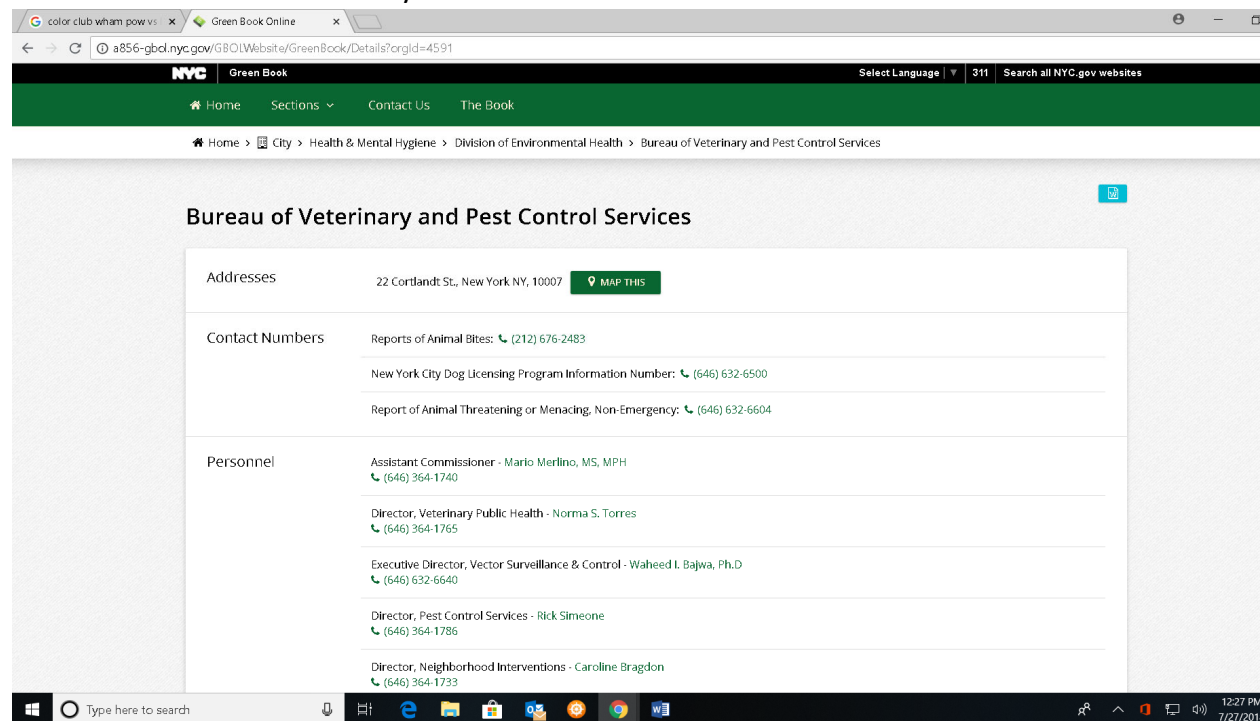 color club wham pow vs
Green Book Online
a856-gbol.nyc.gov/GBOLWebsite/GreenBook/Details?orgId=4591
NYC Green Book Select Language ▼ 311 Search all NYC.gov websites
Home Sections Contact Us The Book
Home > City > Health & Mental Hygiene > Division of Environmental Health > Bureau of Veterinary and Pest Control Services
Bureau of Veterinary and Pest Control Services
Addresses 22 Cortlandt St., New York NY, 10007 MAP THIS
Contact Numbers Reports of Animal Bites: (212) 676-2483
New York City Dog Licensing Program Information Number: (646) 632-6500
Report of Animal Threatening or Menacing, Non-Emergency: (646) 632-6604
Personnel Assistant Commissioner - Mario Merlino, MS, MPH
(646) 364-1740
Director, Veterinary Public Health - Norma S. Torres
(646) 364-1765
Executive Director, Vector Surveillance & Control - Waheed I. Bajwa, Ph.D
(646) 632-6640
Director, Pest Control Services - Rick Simeone
(646) 364-1786
Director, Neighborhood Interventions - Caroline Bragdon
(646) 364-1733
Type here to search
12:27 PM